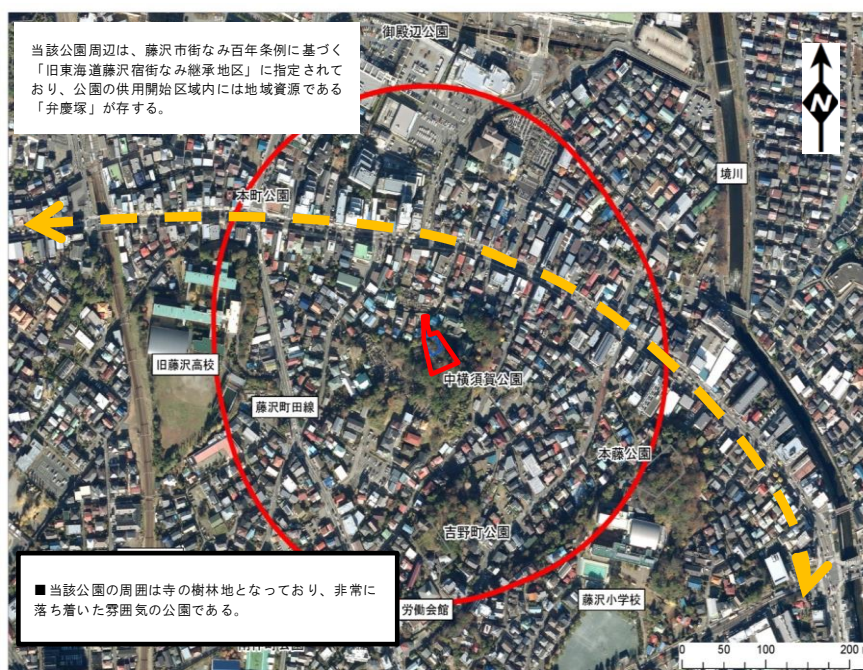 当該公園周辺は、藤沢市街なみ百年条例に基づく
「旧東海道藤沢宿街なみ継承地区」に指定されて
おり、公園の供用開始区域内には地域資源である
「弁慶塚」が存する。
御殿辺公園
N
境川
本町公園
旧藤沢高校
中横須賀公園
藤沢町田線
本藤公園
吉野町公園
■当該公園の周囲は寺の樹林地となっており、非常に
落ち着いた雰囲気の公園である。
労働会館
藤沢小学校
0 50 100 150 200